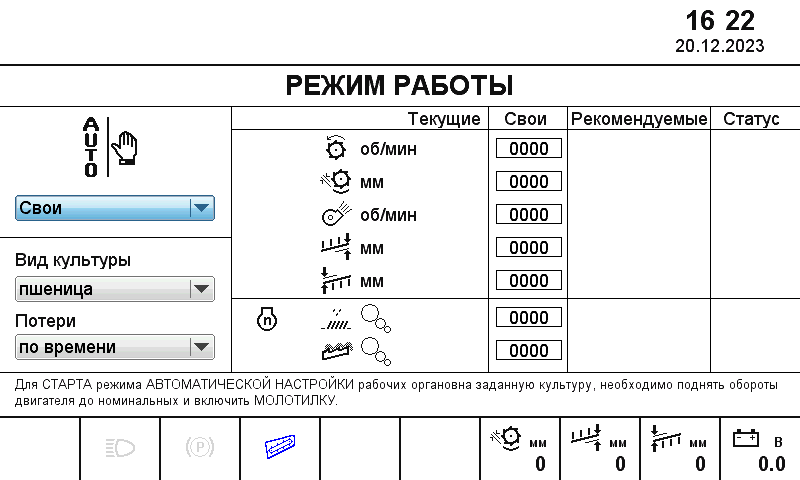 16 22
20.12.2023
РЕЖИМ РАБОТЫ
AUTO
Свои
Вид культуры
пшеница
Потери
по времени
Текущие Свои Рекомендуемые Статус
об/мин 0000
мм 0000
об/мин 0000
мм 0000
мм 0000
n 0000
0000
Для СТАРТА режима АВТОМАТИЧЕСКОЙ НАСТРОЙКИ рабочих органовна заданную культуру, необходимо поднять обороты
двигателя до номинальных и включить МОЛОТИЛКУ.
(P)
мм мм мм В
0 0 0 0.0